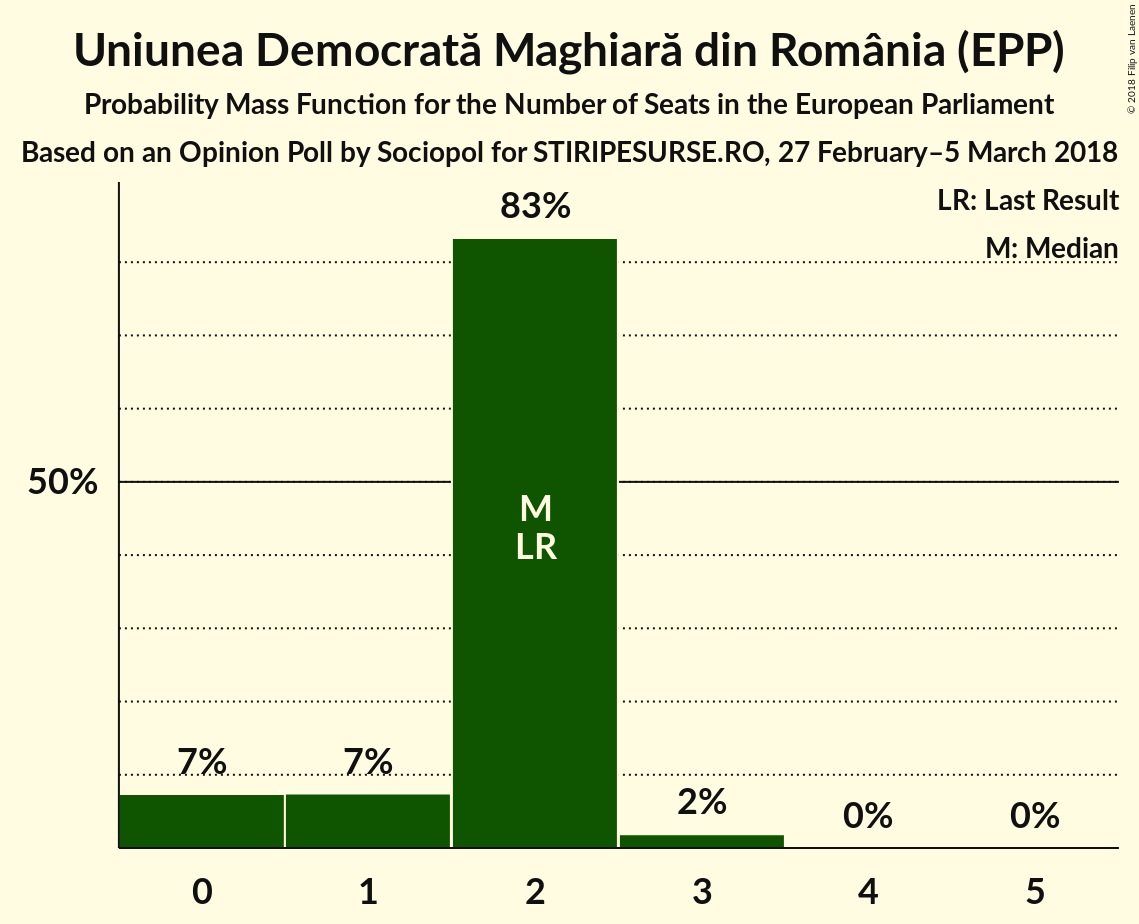 Uniunea Democrată Maghiară din România (EPP)
Probability Mass Function for the Number of Seats in the European Parliament
Based on an Opinion Poll by Sociopol for STIRIPESURSE.RO, 27 February–5 March 2018
© 2018 Filip van Laenen
LR: Last Result
M: Median
83%
50%
M
LR
7%
7%
2%
0%
0%
0
1
2
3
4
5